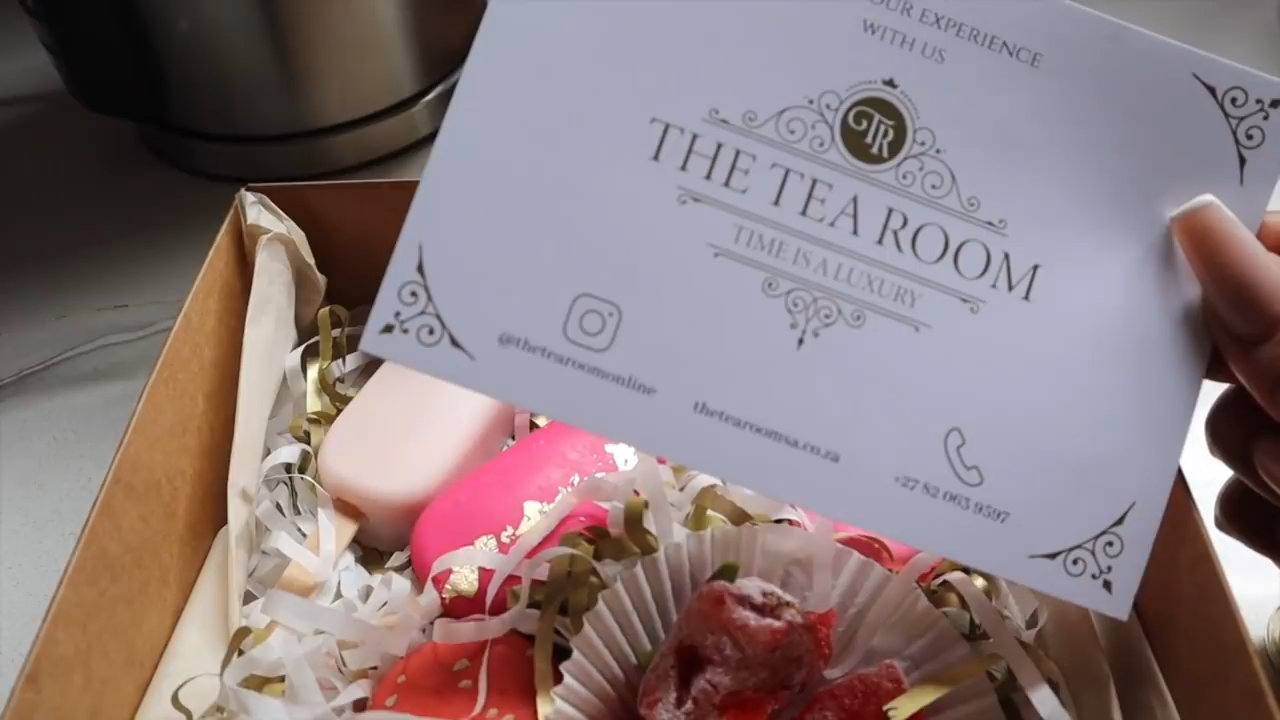 OUR EXPERIENCE
WITH US
TR
THE TEA ROOM
TIME IS A LUXURY
@thetearoomonline
thetearoomsa.co.za
+27 82 063 9597